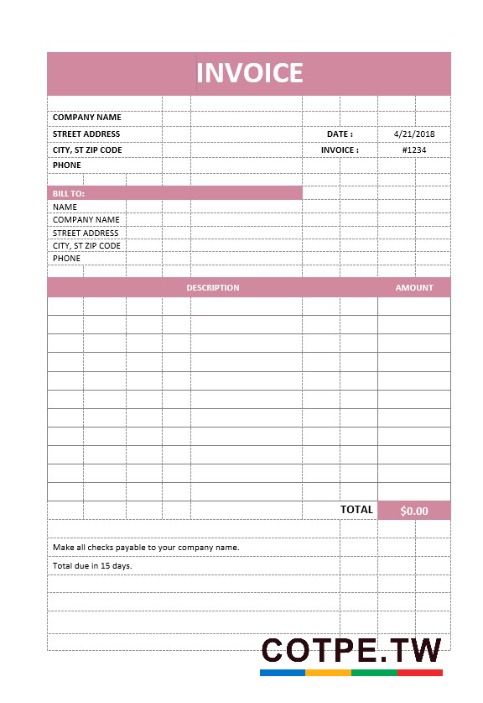 INVOICE
COMPANY NAME
STREET ADDRESS DATE : 4/21/2018
CITY, ST ZIP CODE INVOICE : #1234
PHONE
BILL TO:
NAME
COMPANY NAME
STREET ADDRESS
CITY, ST ZIP CODE
PHONE
DESCRIPTION AMOUNT
TOTAL $0.00
Make all checks payable to your company name.
Total due in 15 days.
COTPE.TW